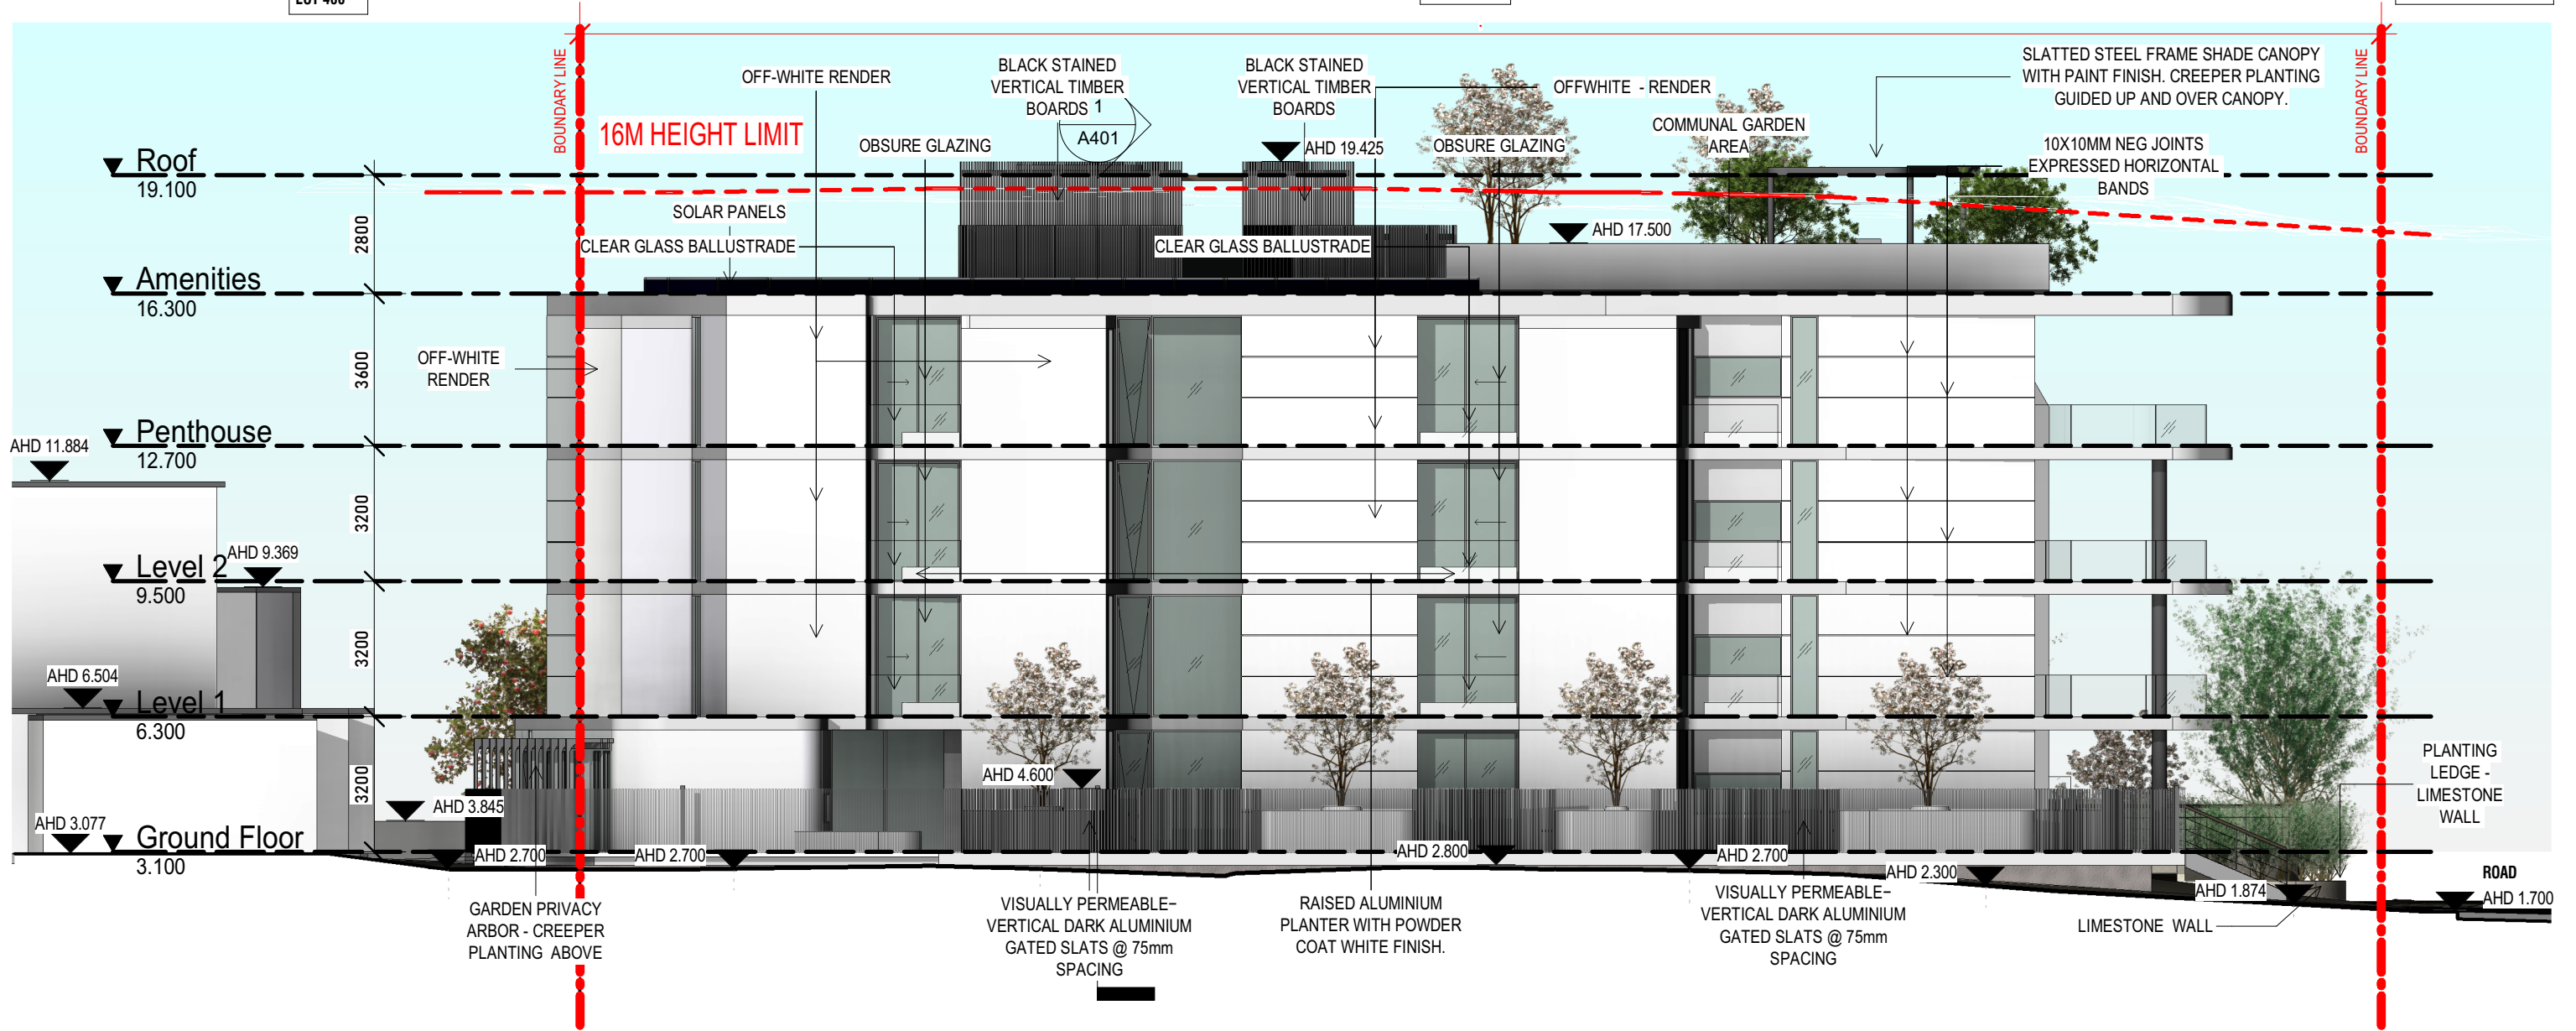 LOT 400
BOUNDARY LINE
16M HEIGHT LIMIT
OFF-WHITE RENDER
BLACK STAINED
VERTICAL TIMBER
BOARDS
1
A401
OBSURE GLAZING
BLACK STAINED
VERTICAL TIMBER
BOARDS
AHD 19.425
OFFWHITE - RENDER
OBSURE GLAZING
COMMUNAL GARDEN
AREA
SLATTED STEEL FRAME SHADE CANOPY
WITH PAINT FINISH. CREEPER PLANTING
GUIDED UP AND OVER CANOPY.
10X10MM NEG JOINTS
EXPRESSED HORIZONTAL
BANDS
BOUNDARY LINE
Roof
19.100
2800
SOLAR PANELS
CLEAR GLASS BALLUSTRADE
CLEAR GLASS BALLUSTRADE
AHD 17.500
Amenities
16.300
3600
OFF-WHITE
RENDER
Penthouse
12.700
AHD 11.884
3200
Level 2
9.500
AHD 9.369
3200
AHD 6.504
Level 1
6.300
3200
AHD 3.845
AHD 3.077
Ground Floor
3.100
AHD 4.600
AHD 2.700
AHD 2.700
AHD 2.800
AHD 2.700
AHD 2.300
AHD 1.874
ROAD
AHD 1.700
PLANTING
LEDGE -
LIMESTONE
WALL
LIMESTONE WALL
GARDEN PRIVACY
ARBOR - CREEPER
PLANTING ABOVE
VISUALLY PERMEABLE-
VERTICAL DARK ALUMINIUM
GATED SLATS @ 75mm
SPACING
RAISED ALUMINIUM
PLANTER WITH POWDER
COAT WHITE FINISH.
VISUALLY PERMEABLE-
VERTICAL DARK ALUMINIUM
GATED SLATS @ 75mm
SPACING